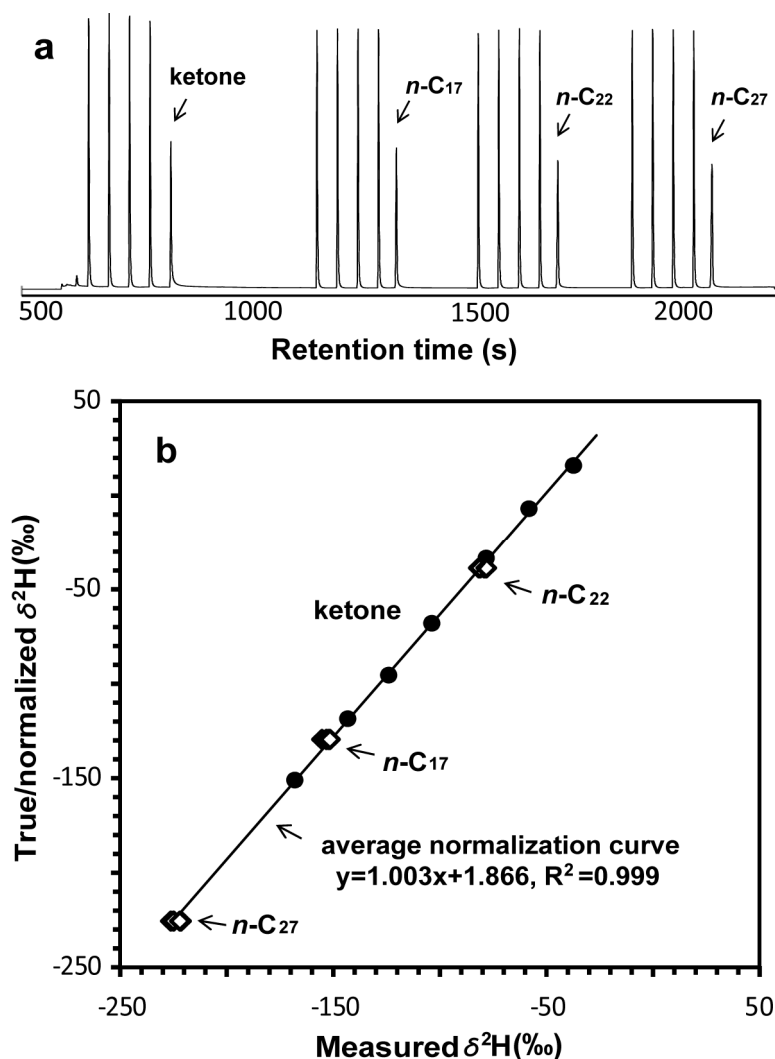 a
ketone
n-C17
n-C22
n-C27
500 1000 1500 2000
Retention time (s)
b
50
-50
-150
-250
True/normalized δ²H(‰)
ketone
n-C22
n-C17
average normalization curve
y=1.003x+1.866, R²=0.999
n-C27
-250 -150 -50 50
Measured δ²H(‰)